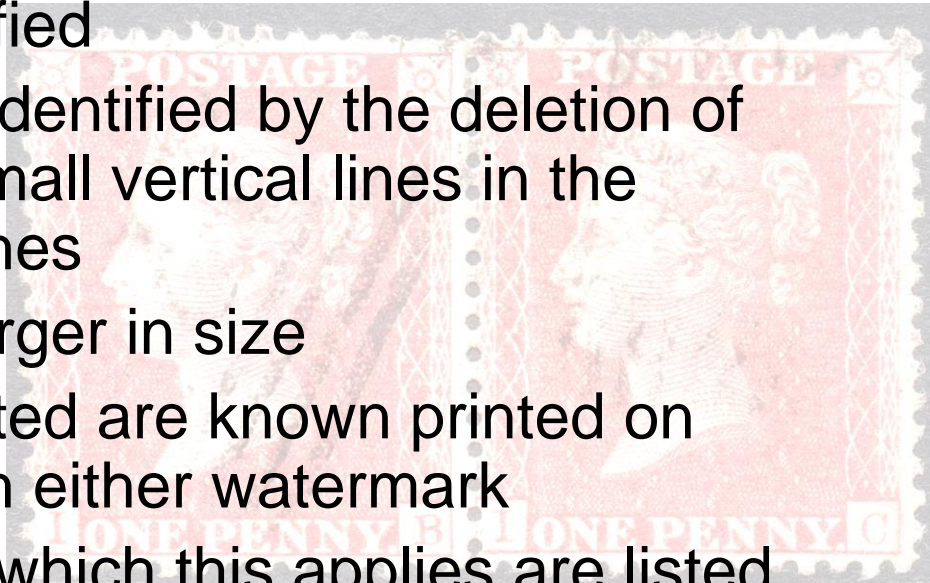 fied
dentified by the deletion of
mall vertical lines in the
nes
rger in size
ted are known printed on
n either watermark
which this applies are listed
POSTAGE POSTAGE
I ONE PENNY. B I ONE PENNY. C